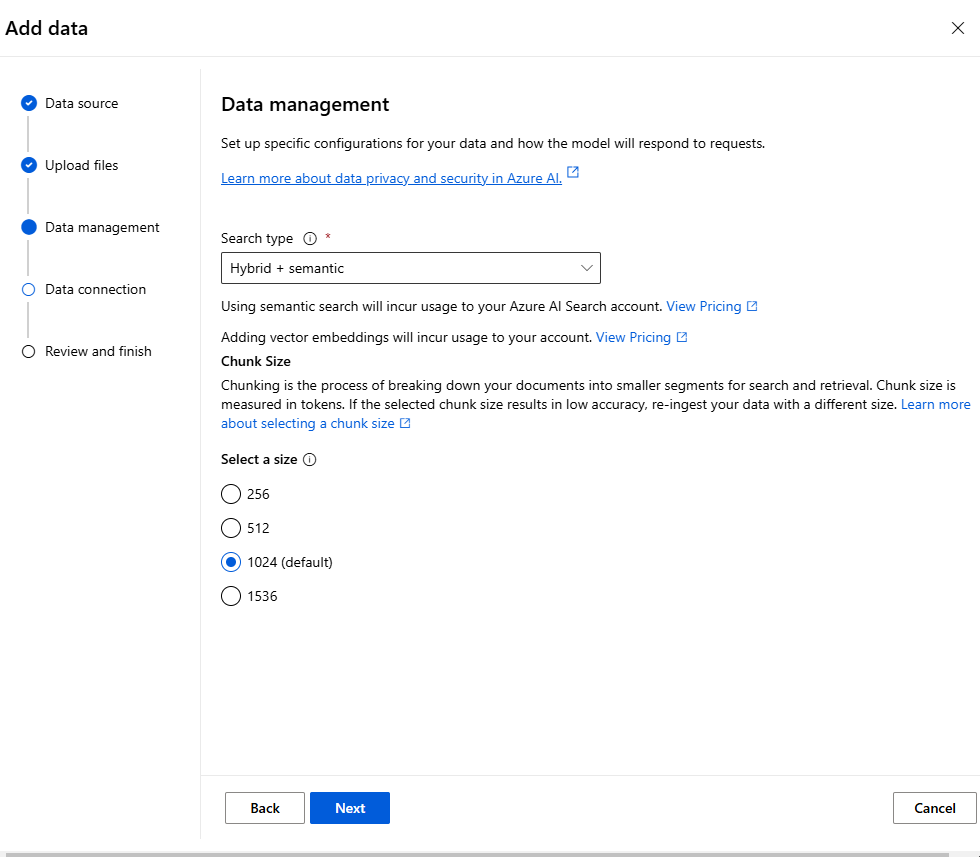 Add data
Data source
Upload files
Data management
Data connection
Review and finish
Data management
Set up specific configurations for your data and how the model will respond to requests.
Learn more about data privacy and security in Azure AI.
Search type *
Hybrid + semantic
Using semantic search will incur usage to your Azure AI Search account. View Pricing
Adding vector embeddings will incur usage to your account. View Pricing
Chunk Size
Chunking is the process of breaking down your documents into smaller segments for search and retrieval. Chunk size is
measured in tokens. If the selected chunk size results in low accuracy, re-ingest your data with a different size. Learn more
about selecting a chunk size
Select a size
256
512
1024 (default)
1536
Back
Next
Cancel